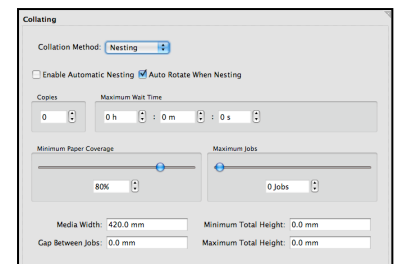 Collating
Collation Method: Nesting
Enable Automatic Nesting Auto Rotate When Nesting
Copies Maximum Wait Time
0 0 h : 0 m : 0 s
Minimum Paper Coverage Maximum Jobs
80% 0 Jobs
Media Width: 420.0 mm Minimum Total Height: 0.0 mm
Gap Between Jobs: 0.0 mm Maximum Total Height: 0.0 mm